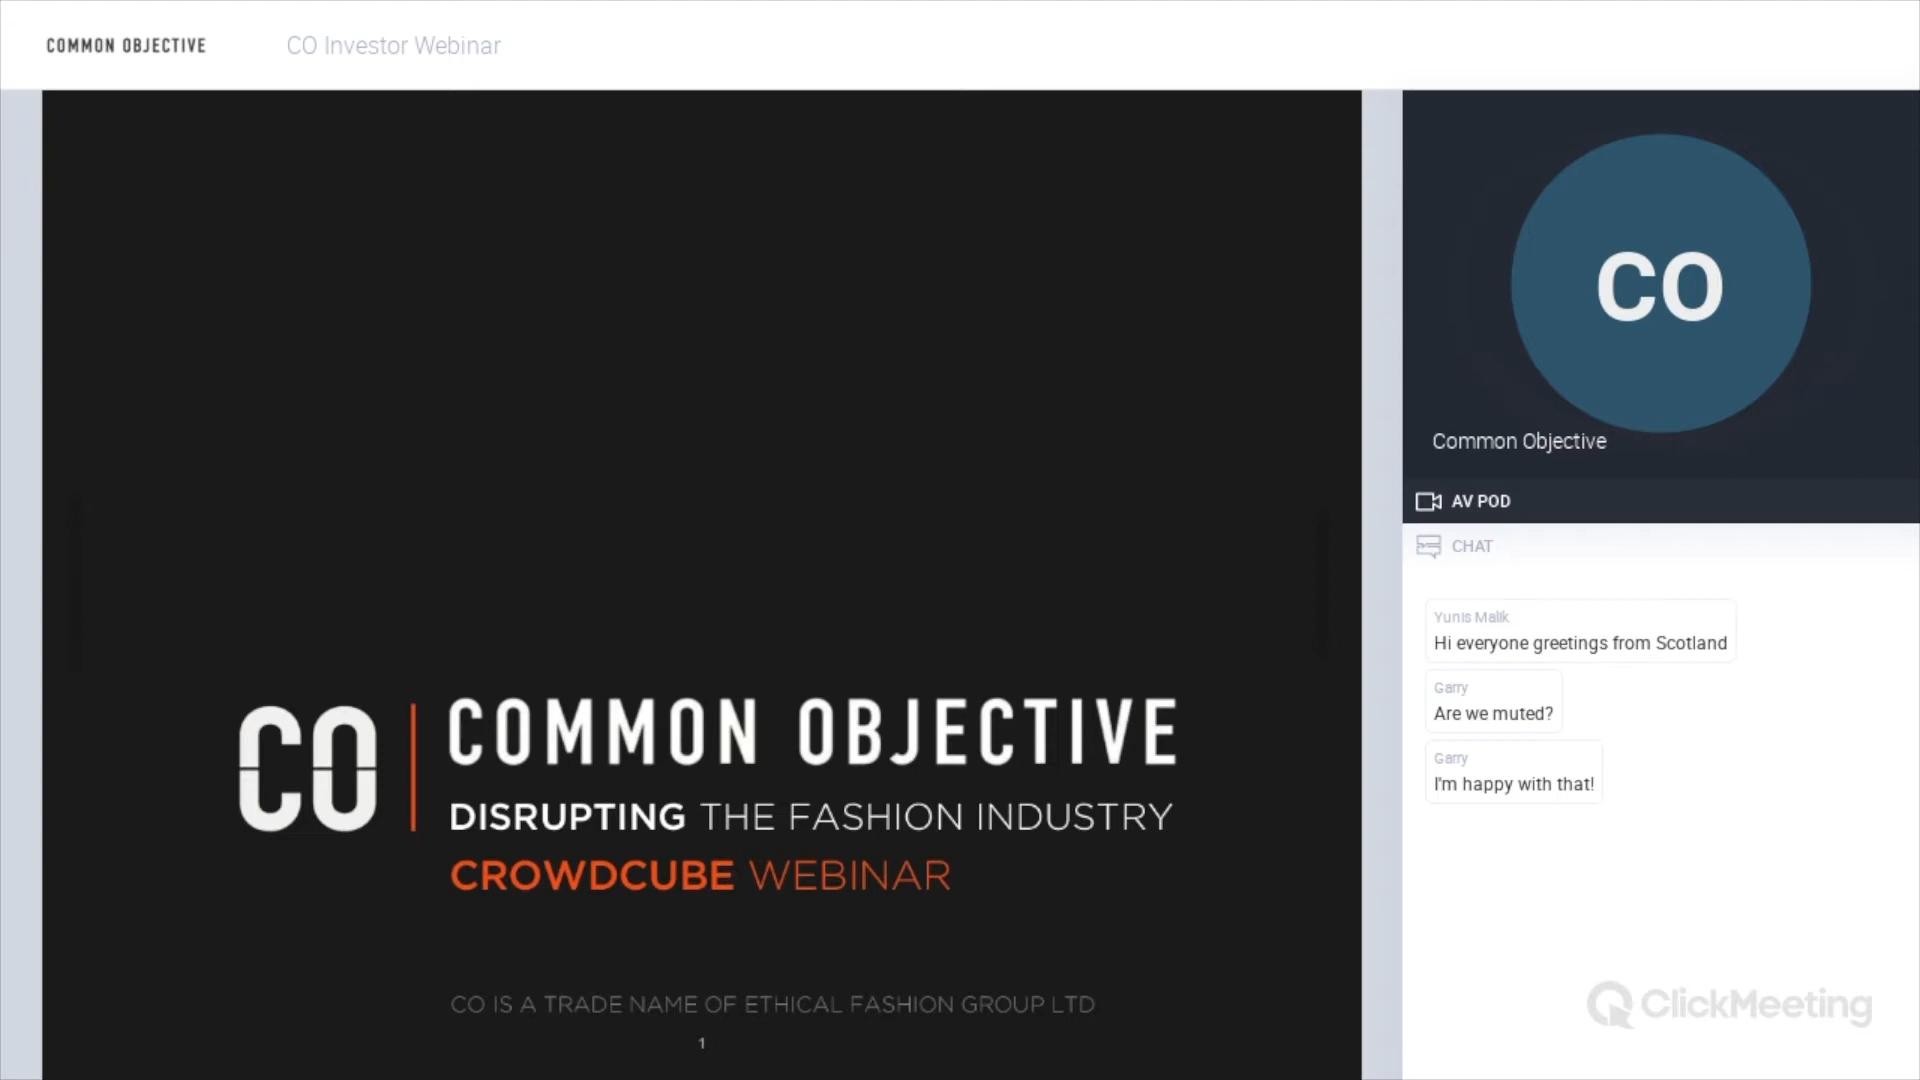 COMMON OBJECTIVE
CO Investor Webinar
CO
COMMON OBJECTIVE
DISRUPTING THE FASHION INDUSTRY
CROWDCUBE WEBINAR
CO IS A TRADE NAME OF ETHICAL FASHION GROUP LTD
1
CO
Common Objective
AV POD
CHAT
Yunis Malik
Hi everyone greetings from Scotland
Garry
Are we muted?
Garry
I'm happy with that!
ClickMeeting